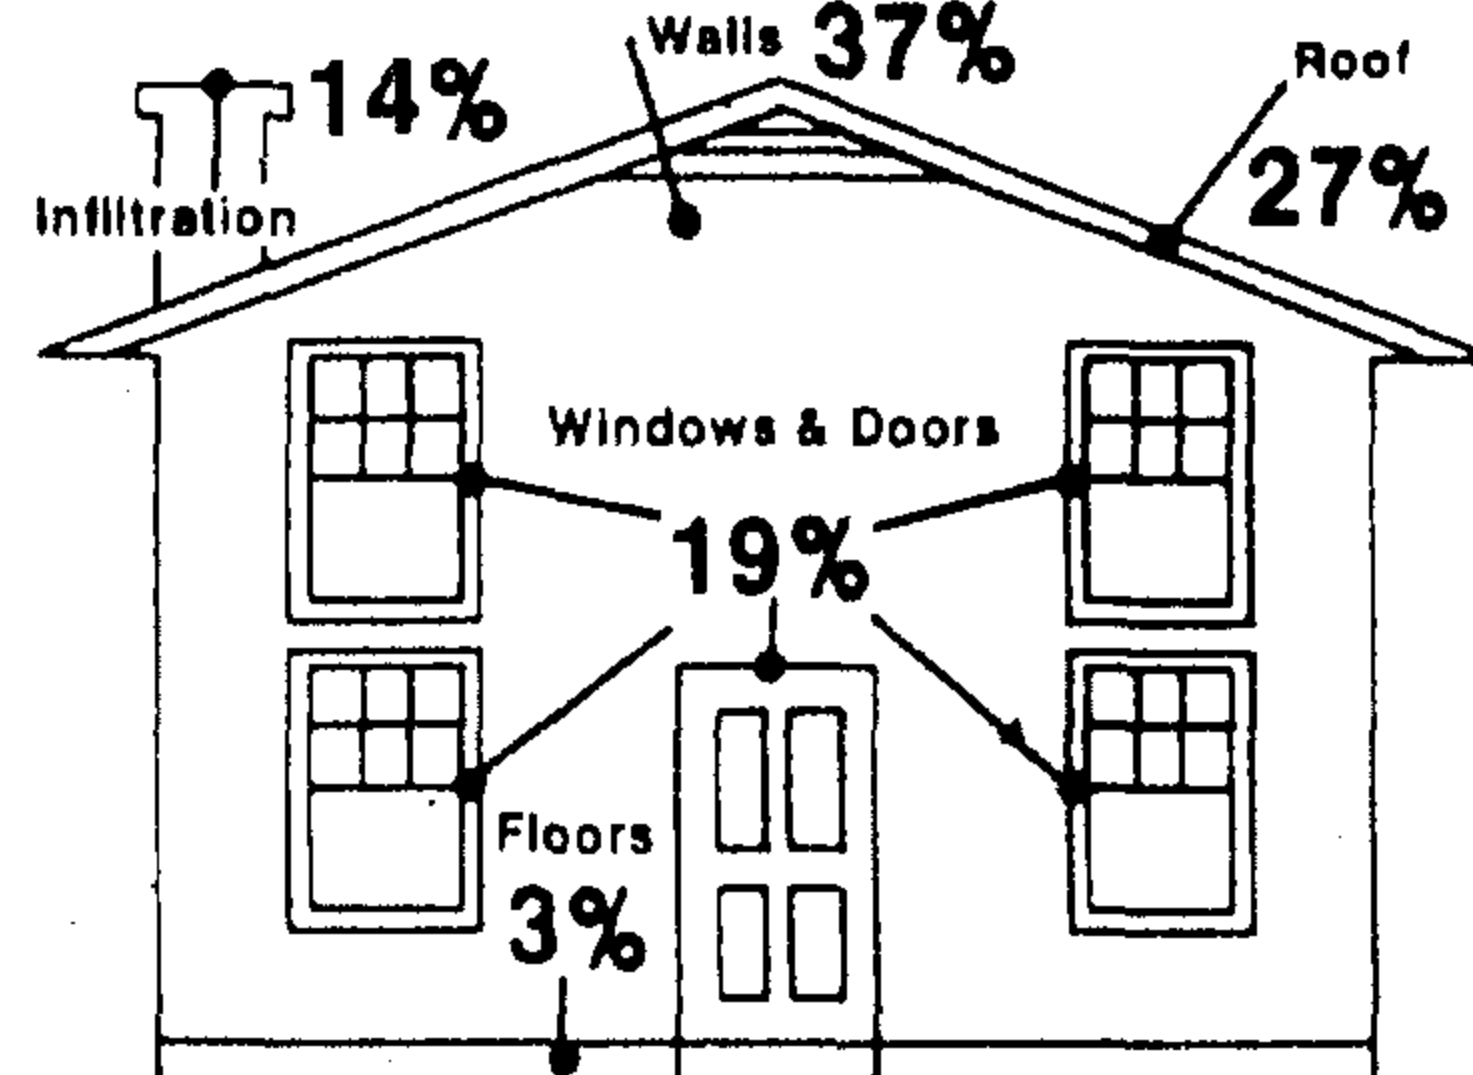 Walls 37%
Roof
27%
14%
Infiltration
Windows & Doors
19%
Floors
3%